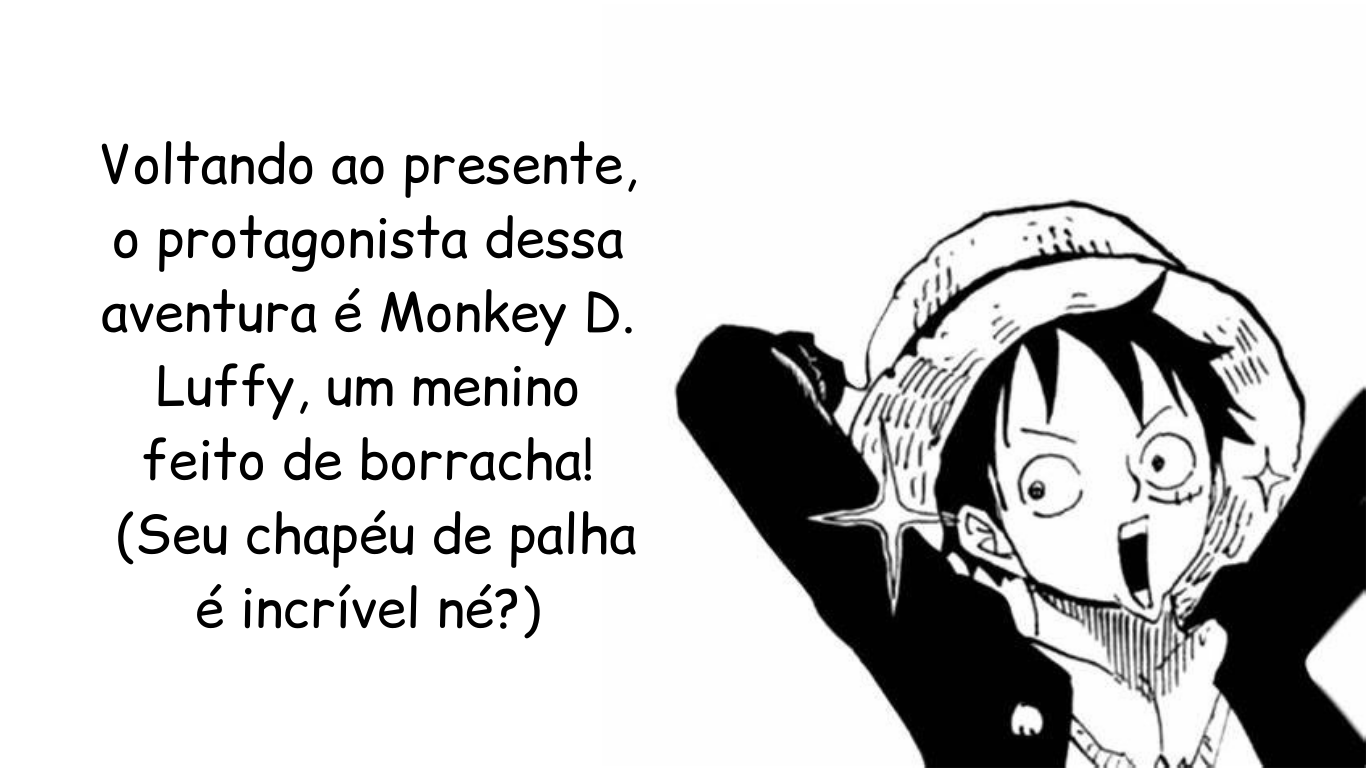 Voltando ao presente,
o protagonista dessa
aventura é Monkey D.
Luffy, um menino
feito de borracha!
(Seu chapéu de palha
é incrível né?)